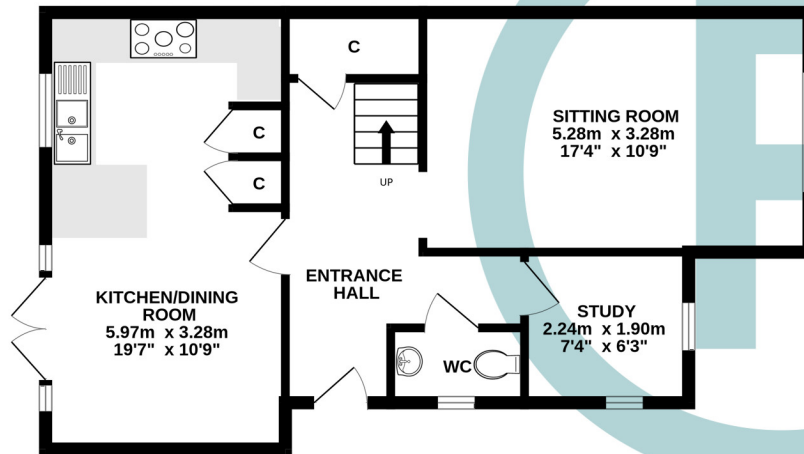 C
SITTING ROOM
5.28m x 3.28m
17'4" x 10'9"
C
C
UP
ENTRANCE
HALL
KITCHEN/DINING
ROOM
5.97m x 3.28m
19'7" x 10'9"
STUDY
2.24m x 1.90m
7'4" x 6'3"
WC